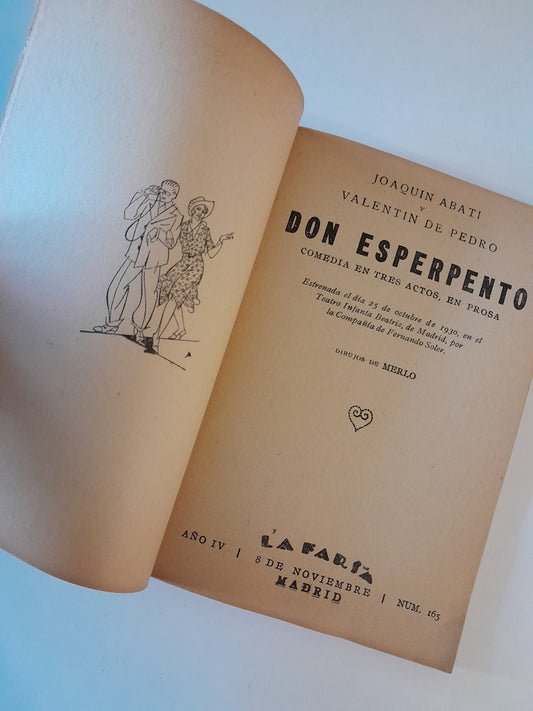 JOAQUIN ABATI
Y
VALENTIN DE PEDRO
DON ESPERPENTO
COMEDIA EN TRES ACTOS, EN PROSA
Estrenada el día 25 de octubre de 1930, en el
Teatro Infanta Beatriz, de Madrid, por
la Compañía de Fernando Soler.
DIBUJOS DE MERLO
LA FARSA
AÑO IV | 8 DE NOVIEMBRE | NUM. 165
MADRID